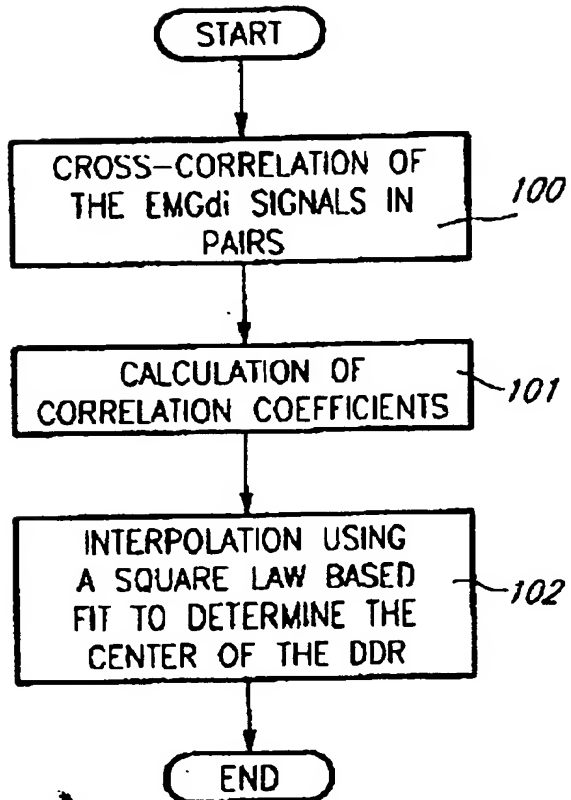 START
CROSS-CORRELATION OF
THE EMGdi SIGNALS IN
PAIRS
100
CALCULATION OF
CORRELATION COEFFICIENTS
101
INTERPOLATION USING
A SQUARE LAW BASED
FIT TO DETERMINE THE
CENTER OF THE DDR
102
END